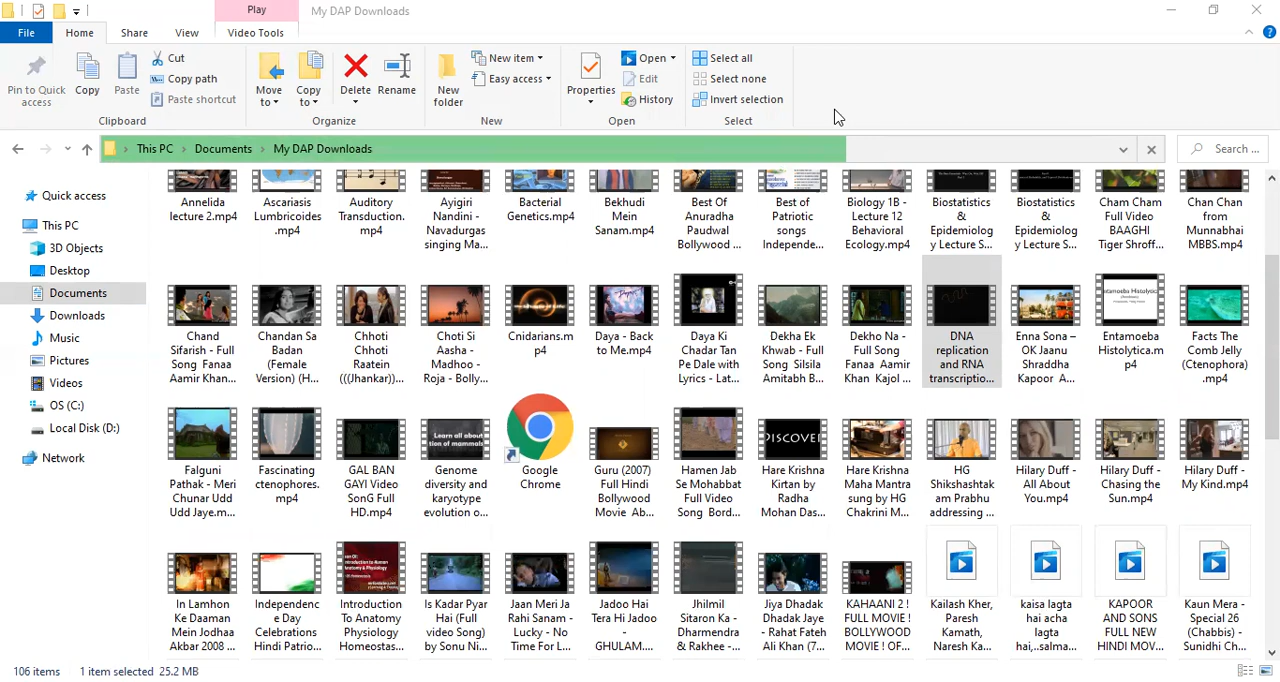 Play
My DAP Downloads
File
Home
Share
View
Video Tools
Pin to Quick
access
Copy
Paste
Cut
Copy path
Paste shortcut
Clipboard
Move
to
Copy
to
Delete
Rename
Organize
New
folder
New item
Easy access
New
Properties
Open
Edit
History
Open
Select all
Select none
Invert selection
Select
This PC
Documents
My DAP Downloads
Search ...
Quick access
This PC
3D Objects
Desktop
Documents
Downloads
Music
Pictures
Videos
OS (C:)
Local Disk (D:)
Network
Annelida
lecture 2.mp4
Ascariasis
Lumbricoides
.mp4
Auditory
Transduction.
mp4
Ayigiri
Nandini -
Navadurgas
singing Ma...
Bacterial
Genetics.mp4
Bekhudi
Mein
Sanam.mp4
Best Of
Anuradha
Paudwal
Bollywood ...
Best of
Patriotic
songs
Independe...
Biology 1B -
Lecture 12
Behavioral
Ecology.mp4
Biostatistics
&
Epidemiolog
y Lecture S...
Biostatistics
&
Epidemiolog
y Lecture S...
Cham Cham
Full Video
BAAGHI
Tiger Shroff...
Chan Chan
from
Munnabhai
MBBS.mp4
Chand
Sifarish - Full
Song Fanaa
Aamir Khan...
Chandan Sa
Badan
(Female
Version) (H...
Chhoti
Chhoti
Raatein
(((Jhankar))...
Choti Si
Aasha -
Madhoo -
Roja - Bolly...
Cnidarians.m
p4
Daya - Back
to Me.mp4
Daya Ki
Chadar Tan
Pe Dale with
Lyrics - Lat...
Dekha Ek
Khwab - Full
Song Silsila
Amitabh B...
Dekho Na -
Full Song
Fanaa Aamir
Khan Kajol ...
DNA
replication
and RNA
transcriptio...
Enna Sona –
OK Jaanu
Shraddha
Kapoor A...
Entamoeba Histolytica
Entamoeba
Histolytica.m
p4
Facts The
Comb Jelly
(Ctenophora)
.mp4
Falguni
Pathak - Meri
Chunar Udd
Udd Jaye.m...
Fascinating
ctenophores.
mp4
GAL BAN
GAYI Video
SonG Full
HD.mp4
Learn all about
tion of mammals
Genome
diversity and
karyotype
evolution o...
Google
Chrome
Guru (2007)
Full Hindi
Bollywood
Movie Ab...
Hamen Jab
Se Mohabbat
Full Video
Song Bord...
DISCOVER
Hare Krishna
Kirtan by
Radha
Mohan Das...
Hare Krishna
Maha Mantra
sung by HG
Chakrini M...
HG
Shikshashtak
am Prabhu
addressing ...
Hilary Duff -
All About
You.mp4
Hilary Duff -
Chasing the
Sun.mp4
Hilary Duff -
My Kind.mp4
In Lamhon
Ke Daaman
Mein Jodhaa
Akbar 2008 ...
Independenc
e Day
Celebrations
Hindi Patrio...
Introduction
To Anatomy
Physiology
Homeostas...
Is Kadar Pyar
Hai (Full
video Song)
by Sonu Ni...
Jaan Meri Ja
Rahi Sanam -
Lucky - No
Time For L...
Jadoo Hai
Tera Hi Jadoo
-
GHULAM....
Jhilmil
Sitaron Ka -
Dharmendra
& Rakhee -...
Jiya Dhadak
Dhadak Jaye
- Rahat Fateh
Ali Khan (7...
KAHAANI 2 !
FULL MOVIE !
BOLLYWOOD
MOVIE ! OF...
Kailash Kher,
Paresh
Kamath,
Naresh Ka...
kaisa lagta
hai acha
lagta
hai,..salma...
KAPOOR
AND SONS
FULL NEW
HINDI MOV...
Kaun Mera -
Special 26
(Chabbis) -
Sunidhi Ch...
106 items
1 item selected 25.2 MB